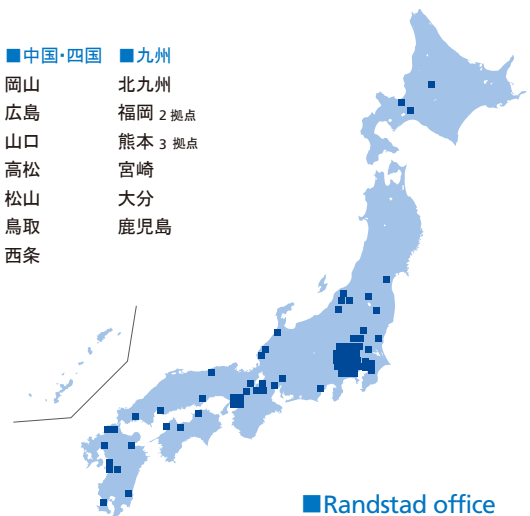 ■中国・四国
岡山
広島
山口
高松
松山
鳥取
西条
■九州
北九州
福岡 2 拠点
熊本 3 拠点
宮崎
大分
鹿児島
■Randstad office